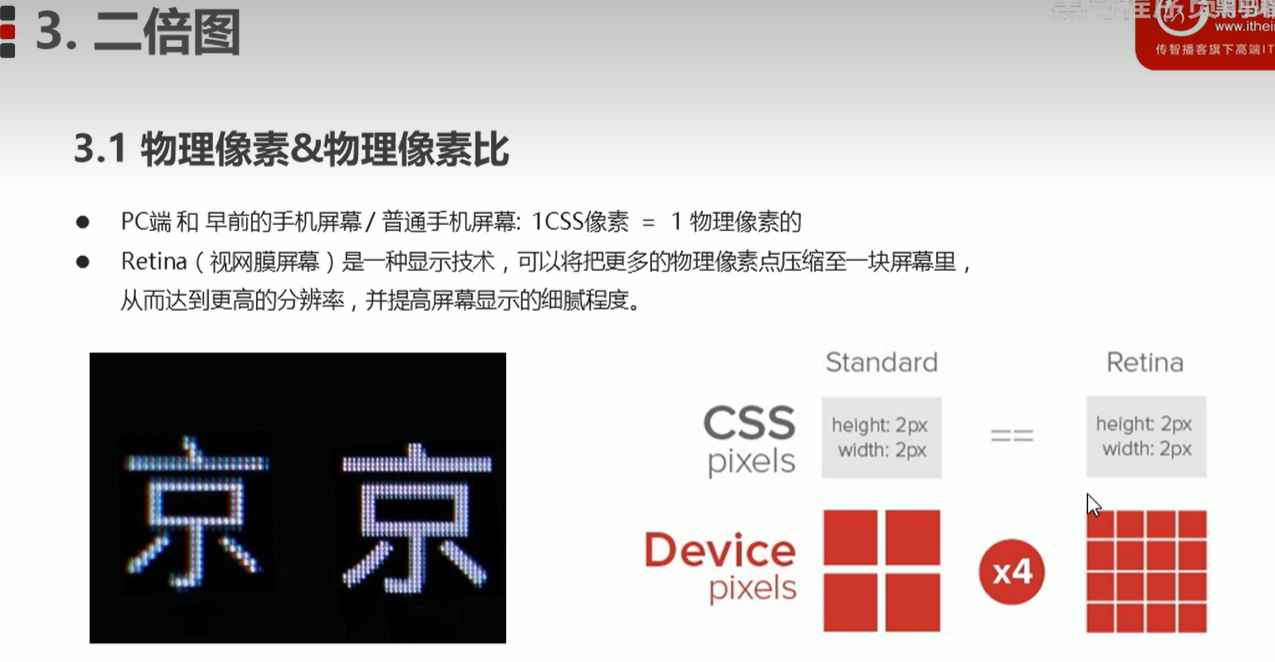 3. 二倍图
www.ithei
传智播客旗下高端IT
3.1 物理像素&物理像素比
PC端 和 早前的手机屏幕 / 普通手机屏幕: 1CSS像素 = 1 物理像素的
Retina（视网膜屏幕）是一种显示技术，可以将把更多的物理像素点压缩至一块屏幕里，
从而达到更高的分辨率，并提高屏幕显示的细腻程度。
京 京
Standard
Retina
CSS
pixels
height: 2px
width: 2px
==
height: 2px
width: 2px
Device
pixels
x4